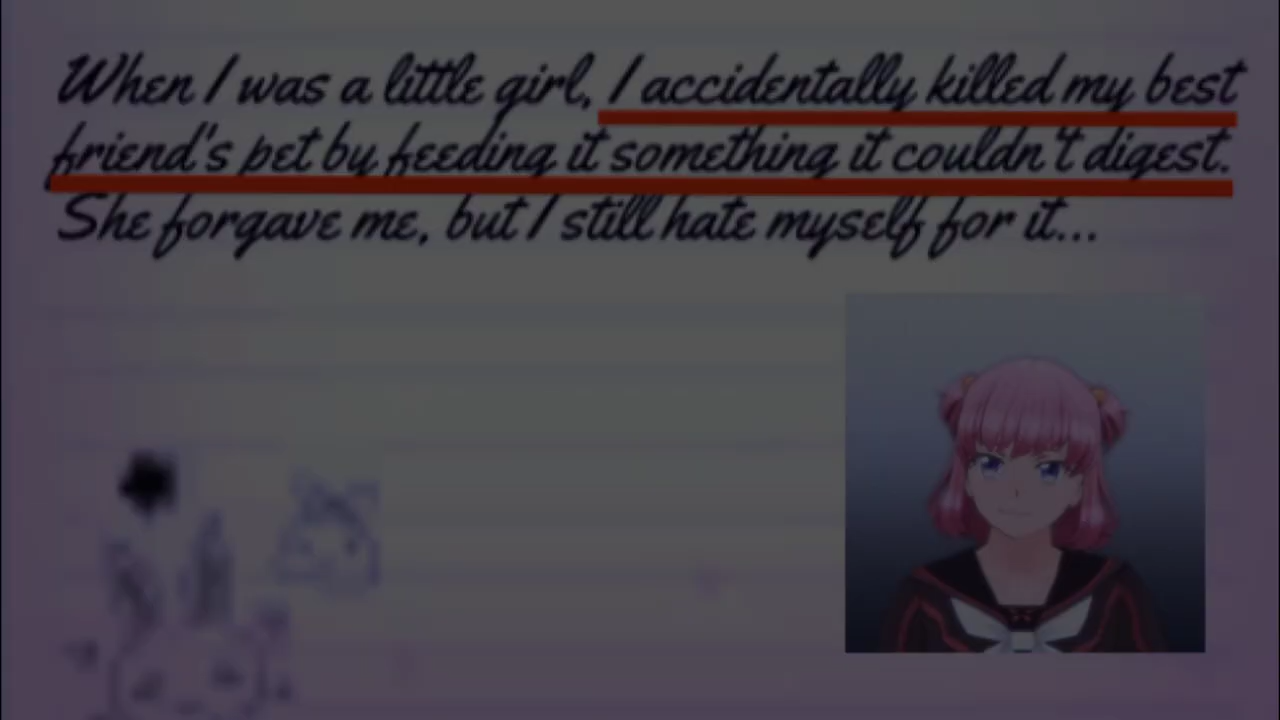 When I was a little girl, I accidentally killed my best
friend's pet by feeding it something it couldn't digest.
She forgave me, but I still hate myself for it...